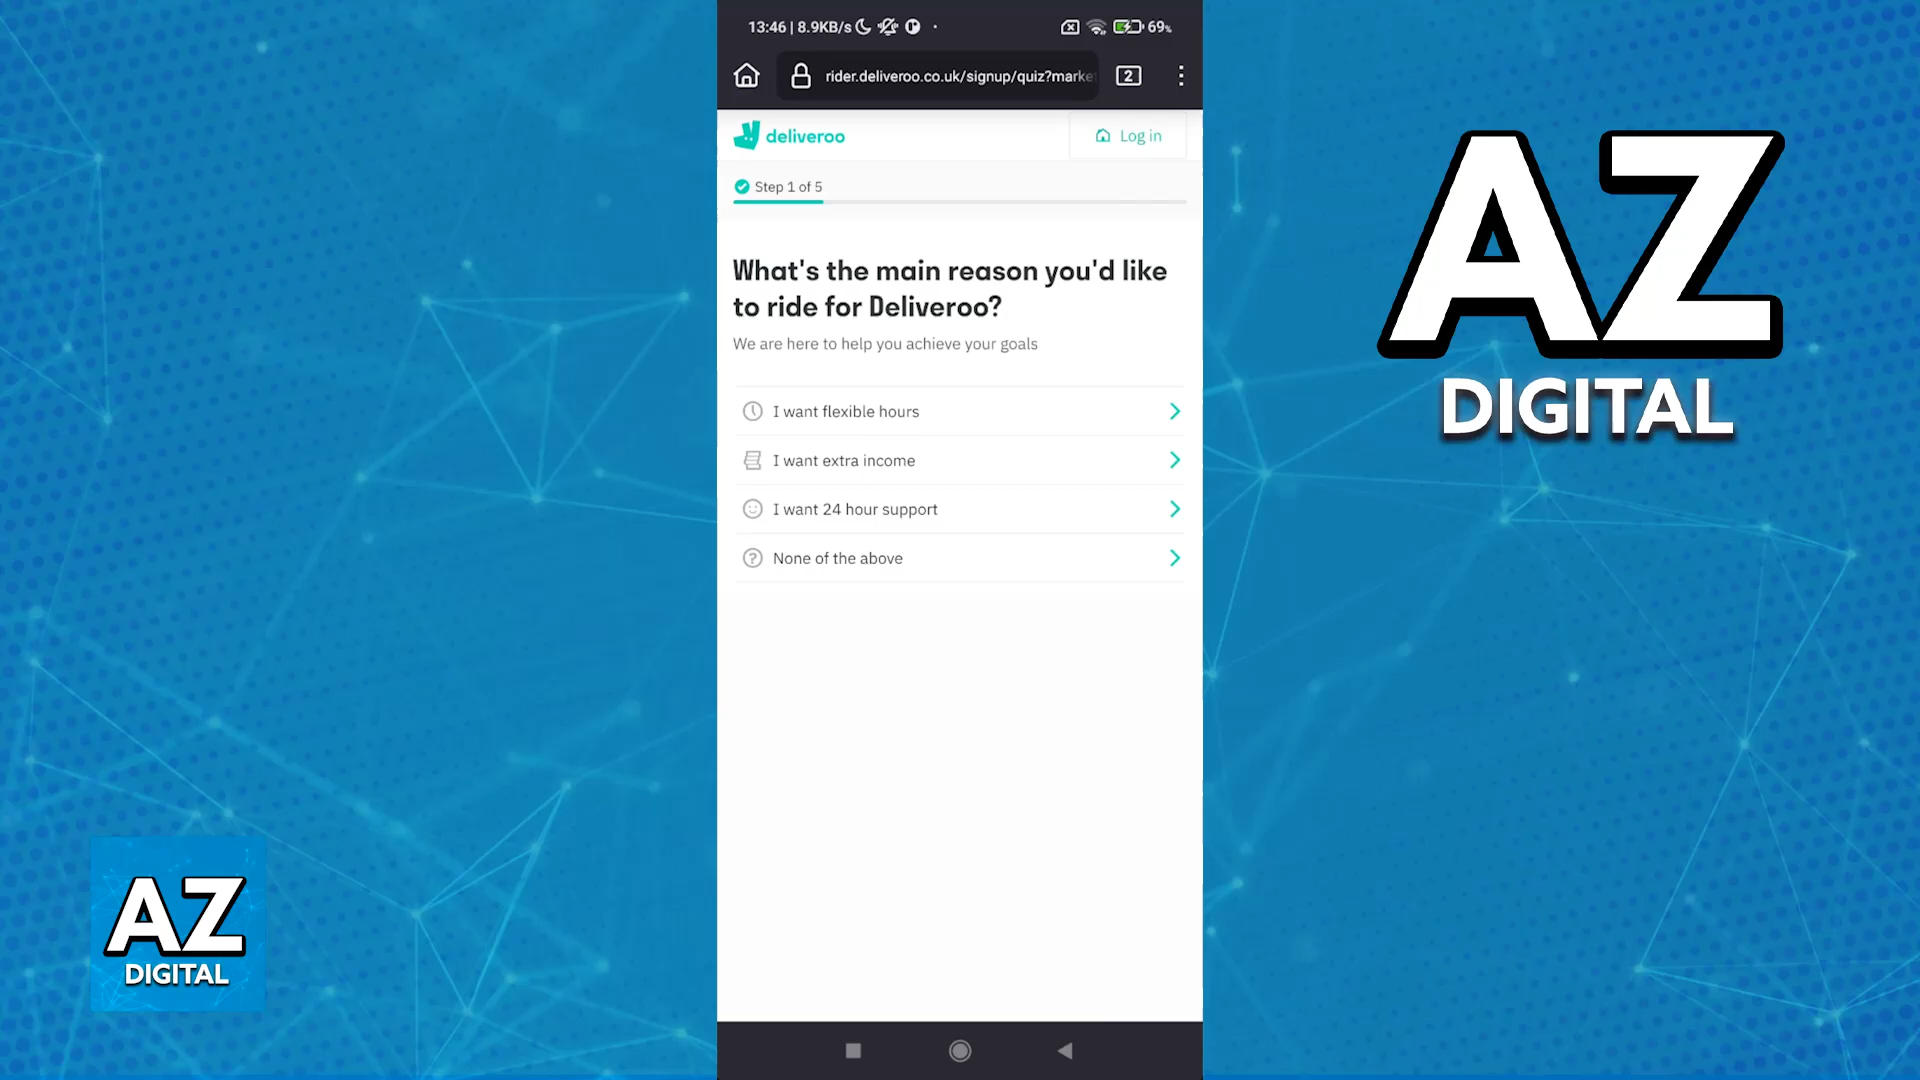 13:46 | 8.9KB/s
69%
rider.deliveroo.co.uk/signup/quiz?marke
2
deliveroo
Log in
Step 1 of 5
What's the main reason you'd like
to ride for Deliveroo?
We are here to help you achieve your goals
I want flexible hours
I want extra income
I want 24 hour support
None of the above
AZ
DIGITAL
AZ
DIGITAL